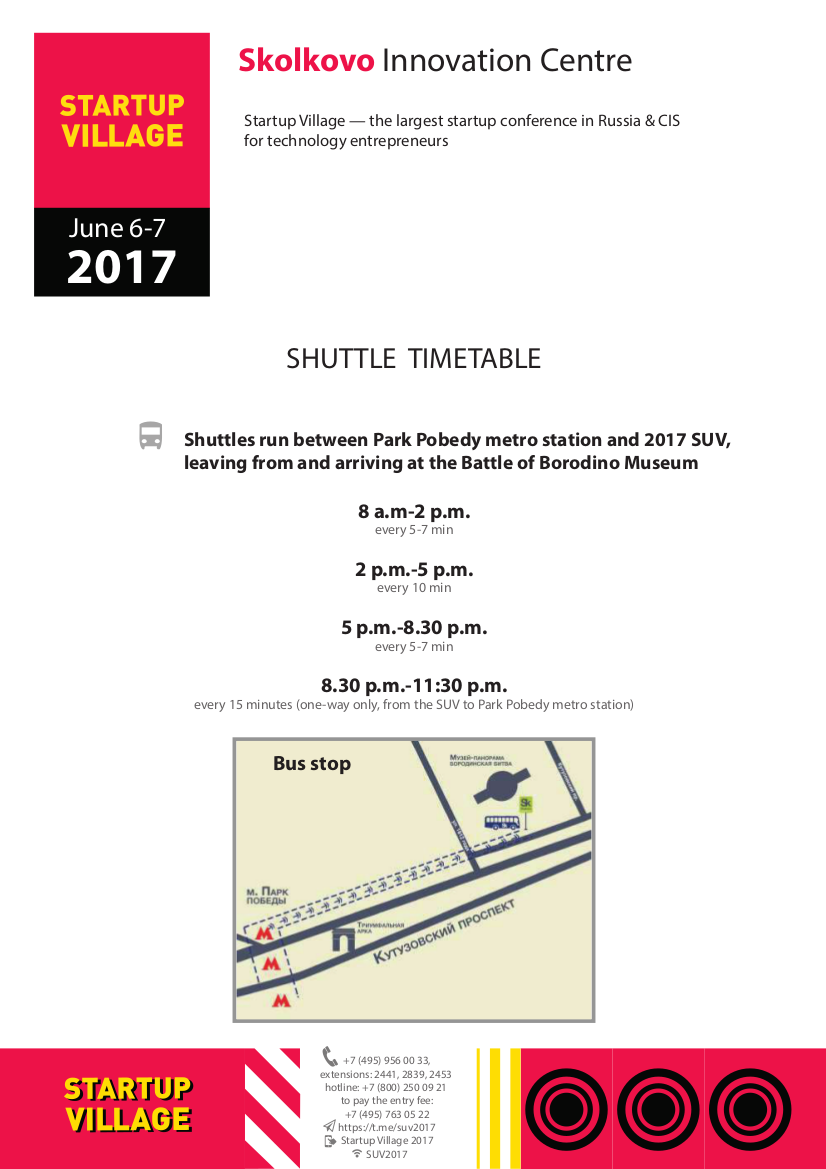 STARTUP
VILLAGE
June 6-7
2017
Skolkovo Innovation Centre
Startup Village — the largest startup conference in Russia & CIS
for technology entrepreneurs
SHUTTLE TIMETABLE
Shuttles run between Park Pobedy metro station and 2017 SUV,
leaving from and arriving at the Battle of Borodino Museum
8 a.m-2 p.m.
every 5-7 min
2 p.m.-5 p.m.
every 10 min
5 p.m.-8.30 p.m.
every 5-7 min
8.30 p.m.-11:30 p.m.
every 15 minutes (one-way only, from the SUV to Park Pobedy metro station)
Bus stop
Музей-панорама
Бородинская битва
Sk
м. Парк
Победы
М
М
М
Триумфальная
арка
Кутузовский проспект
STARTUP
VILLAGE
+7 (495) 956 00 33,
extensions: 2441, 2839, 2453
hotline: +7 (800) 250 09 21
to pay the entry fee:
+7 (495) 763 05 22
https://t.me/suv2017
Startup Village 2017
SUV2017